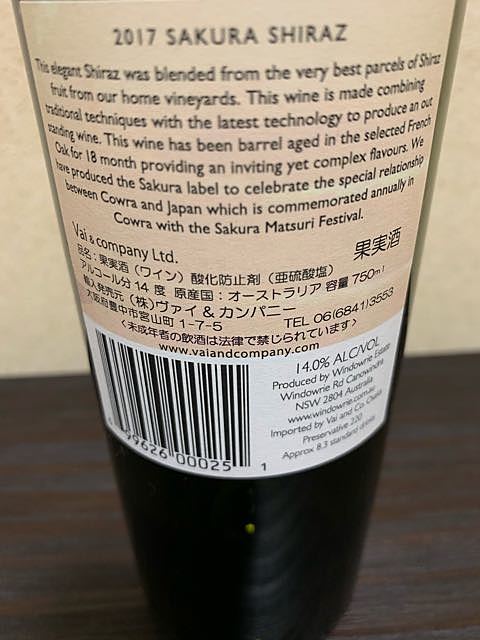 2017 SAKURA SHIRAZ
This elegant Shiraz was blended from the very best parcels of Shiraz
fruit from our home vineyards. This wine is made combining
traditional techniques with the latest technology to produce an out
standing wine. This wine has been barrel aged in the selected French
Oak for 18 month providing an inviting yet complex flavours. We
have produced the Sakura label to celebrate the special relationship
between Cowra and Japan which is commemorated annually in
Cowra with the Sakura Matsuri Festival.
Vai & company Ltd.
果実酒
品名：果実酒（ワイン）酸化防止剤（亜硫酸塩）
アルコール分 14 度 原産国：オーストラリア 容量 750ml
輸入発売元（株）ヴァイ & カンパニー
大阪府豊中市宮山町 1-7-5 TEL 06(6841)3553
<未成年者の飲酒は法律で禁じられています>
www.vaiandcompany.com
14.0% ALC/VOL
Produced by Windowrie Estate
Windowrie Rd Canowindra
NSW 2804 Australia
www.windowrie.com.au
Imported by Vai and Co, Osaka
Preservative 220
Approx 8.3 standard drinks
99626 00025 1